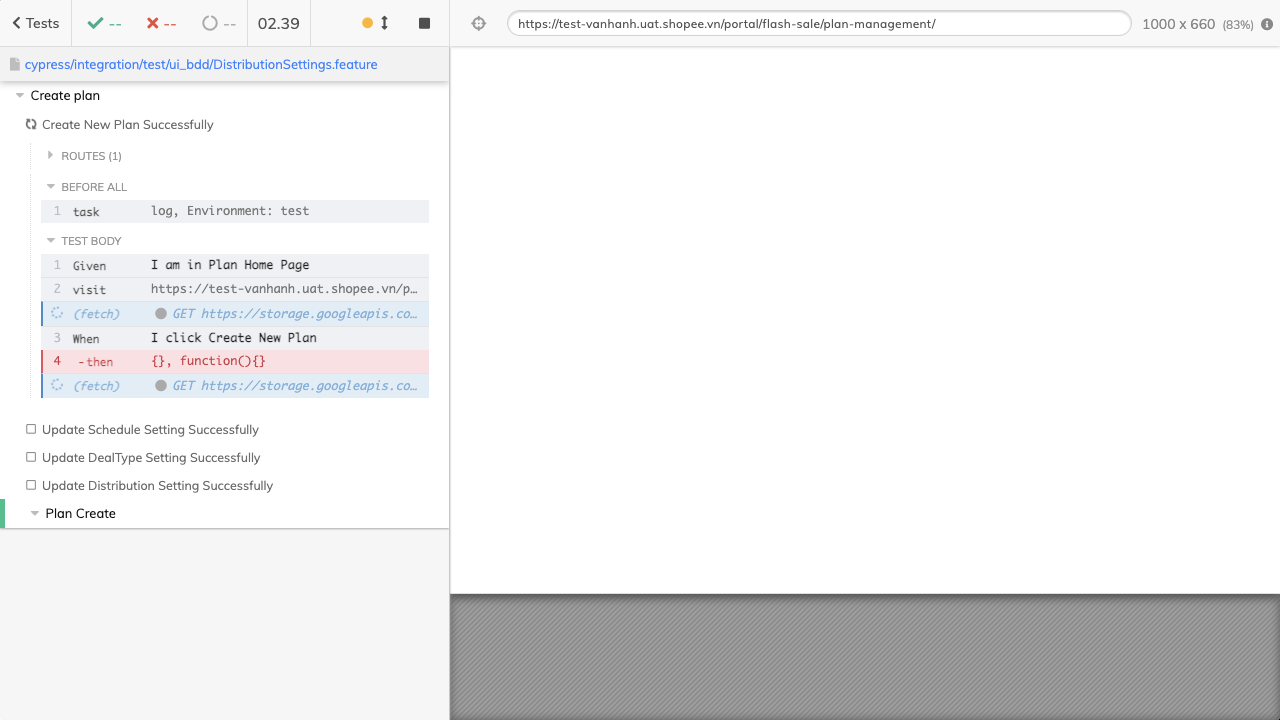 Tests -- -- -- 02.39
cypress/integration/test/ui_bdd/DistributionSettings.feature
Create plan
Create New Plan Successfully
ROUTES (1)
BEFORE ALL
1 task log, Environment: test
TEST BODY
1 Given I am in Plan Home Page
2 visit https://test-vanhanh.uat.shopee.vn/p…
(fetch) GET https://storage.googleapis.co…
3 When I click Create New Plan
4 -then {}, function(){}
(fetch) GET https://storage.googleapis.co…
Update Schedule Setting Successfully
Update DealType Setting Successfully
Update Distribution Setting Successfully
Plan Create
https://test-vanhanh.uat.shopee.vn/portal/flash-sale/plan-management/
1000 x 660 (83%)